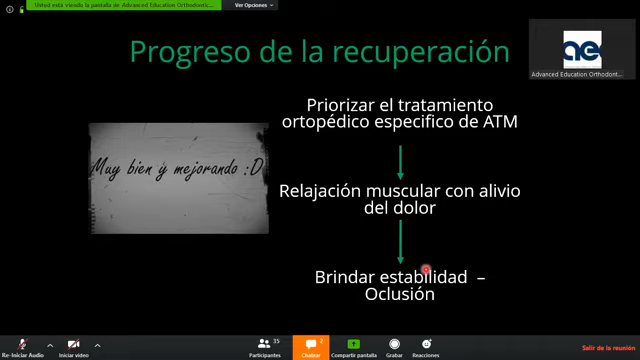 Usted está viendo la pantalla de Advanced Education Orthodontic...
Ver Opciones
Progreso de la recuperación
ae
Advanced Education Orthodont...
Priorizar el tratamiento
ortopédico especifico de ATM
Muy bien y mejorando :D
Relajación muscular con alivio
del dolor
Brindar estabilidad –
Oclusión
Re-Iniciar Audio
Iniciar video
35
Participantes
2
Chatear
Compartir pantalla
Grabar
Reacciones
Salir de la reunión